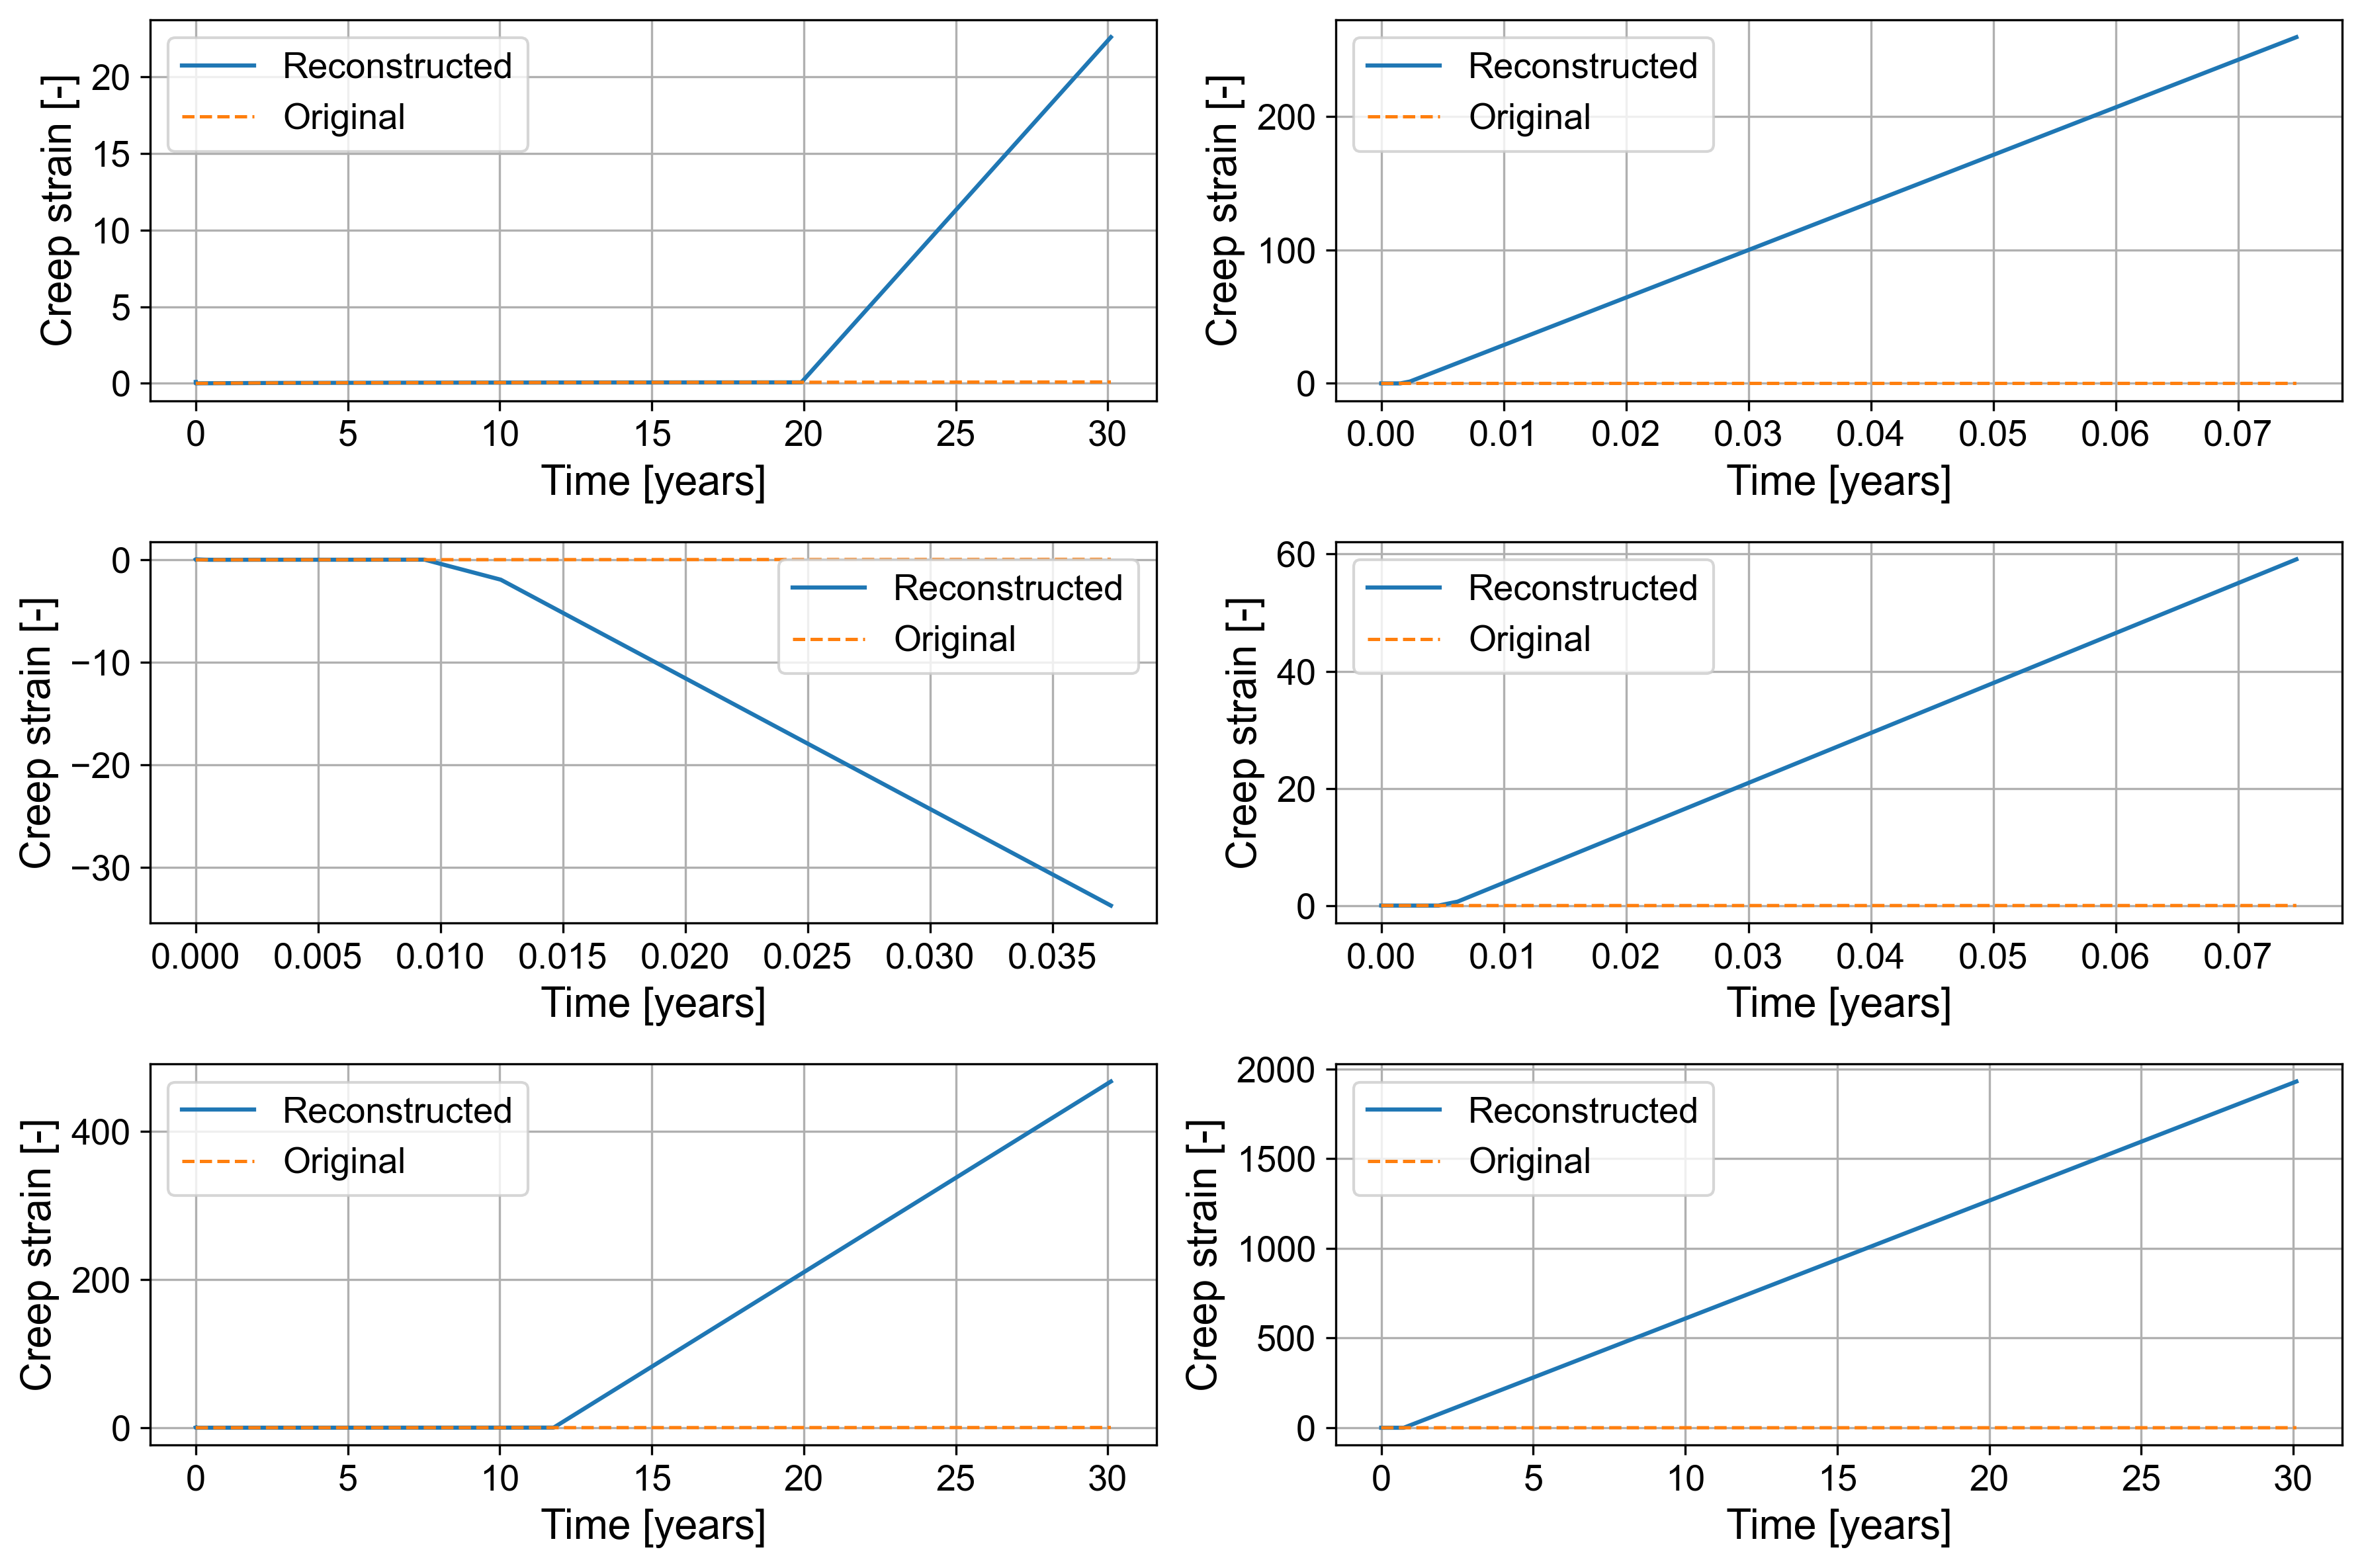 Creep strain [-]
20
15
10
5
0
Reconstructed
Original
0 5 10 15 20 25 30
Time [years]
Creep strain [-]
200
100
0
Reconstructed
Original
0.00 0.01 0.02 0.03 0.04 0.05 0.06 0.07
Time [years]
Creep strain [-]
0
−10
−20
−30
Reconstructed
Original
0.000 0.005 0.010 0.015 0.020 0.025 0.030 0.035
Time [years]
Creep strain [-]
60
40
20
0
Reconstructed
Original
0.00 0.01 0.02 0.03 0.04 0.05 0.06 0.07
Time [years]
Creep strain [-]
400
200
0
Reconstructed
Original
0 5 10 15 20 25 30
Time [years]
Creep strain [-]
2000
1500
1000
500
0
Reconstructed
Original
0 5 10 15 20 25 30
Time [years]